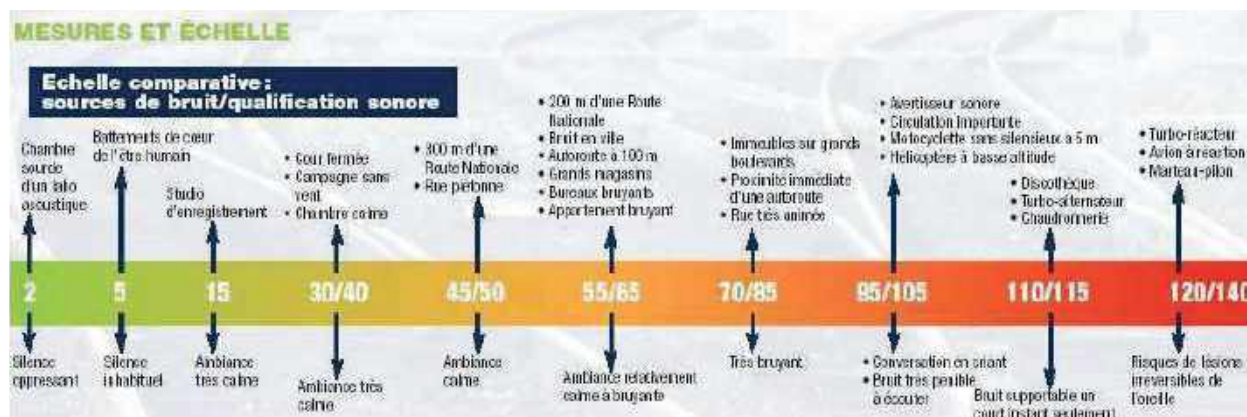 MESURES ET ÉCHELLE
Echelle comparative :
sources de bruit/qualification sonore
Chambre
sourde
d'un labo
acoustique
Battements de cœur
de l'être humain
Studio
d'enregistrement
• Cour fermée
• Campagne sans
vent
• Chambre calme
• 300 m d'une
Route Nationale
• Rue piétonne
• 200 m d'une Route
Nationale
• Bruit en ville
• Autoroute à 100 m
• Grands magasins
• Bureaux bruyants
• Appartement bruyant
• Immeubles sur grands
boulevards
• Proximité immédiate
d'une autoroute
• Rue très animée
• Avertisseur sonore
• Circulation importante
• Motocyclette sans silencieux à 5 m
• Hélicoptère à basse altitude
• Discothèque
• Turbo-alternateur
• Chaudronnerie
• Turbo-réacteur
• Avion à réaction
• Marteau-pilon
2 5 15 30/40 45/50 55/65 70/85 95/105 110/115 120/140
Silence
oppressant
Silence
inhabituel
Ambiance
très calme
Ambiance très
calme
Ambiance
calme
Ambiance relativement
calme à bruyante
Très bruyant
• Conversation en criant
• Bruit très pénible
à écouter
Bruit supportable un
court instant seulement
Risques de lésions
irréversibles de
l'oreille